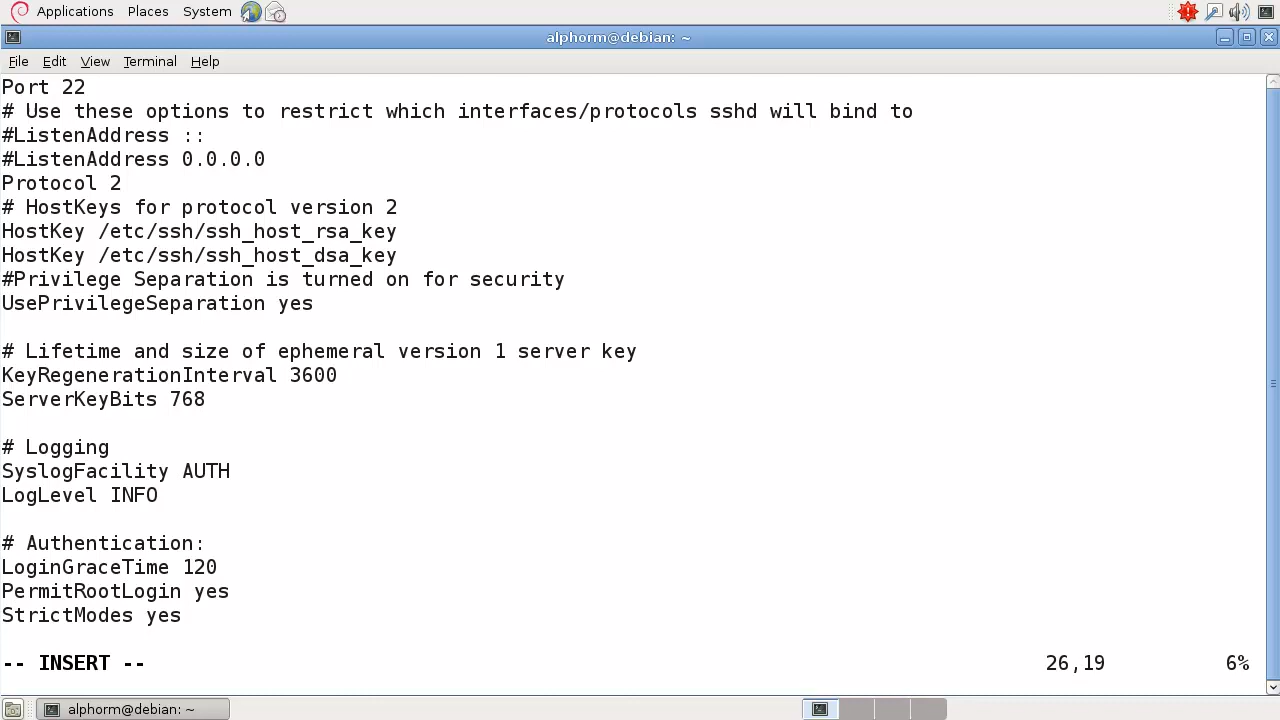 Applications Places System
alphorm@debian: ~
File Edit View Terminal Help
Port 22
# Use these options to restrict which interfaces/protocols sshd will bind to
#ListenAddress ::
#ListenAddress 0.0.0.0
Protocol 2
# HostKeys for protocol version 2
HostKey /etc/ssh/ssh_host_rsa_key
HostKey /etc/ssh/ssh_host_dsa_key
#Privilege Separation is turned on for security
UsePrivilegeSeparation yes
# Lifetime and size of ephemeral version 1 server key
KeyRegenerationInterval 3600
ServerKeyBits 768
# Logging
SyslogFacility AUTH
LogLevel INFO
# Authentication:
LoginGraceTime 120
PermitRootLogin yes
StrictModes yes
-- INSERT -- 26,19 6%
alphorm@debian: ~